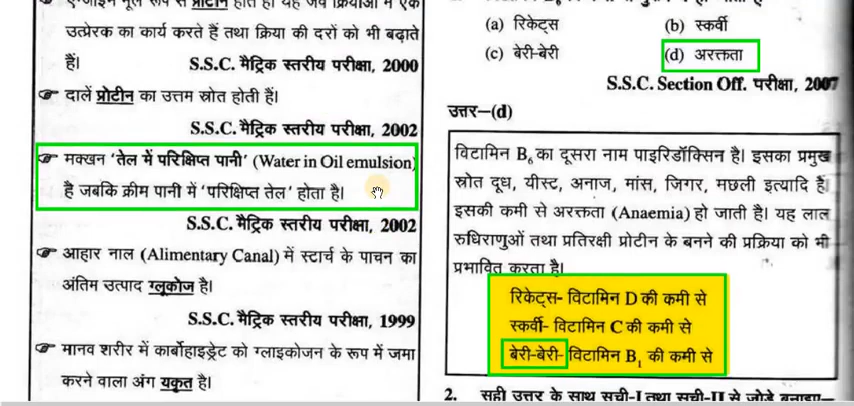 एन्जाइम मूल रूप से प्रोटीन होते हैं। यह जैव क्रियाओं में एक
उत्प्रेरक का कार्य करते हैं तथा क्रिया की दरों को भी बढ़ाते
हैं।
S.S.C. मैट्रिक स्तरीय परीक्षा, 2000
☞ दालें प्रोटीन का उत्तम स्रोत होती हैं।
S.S.C. मैट्रिक स्तरीय परीक्षा, 2002
☞ मक्खन ‘तेल में परिक्षिप्त पानी’ (Water in Oil emulsion)
है जबकि क्रीम पानी में ‘परिक्षिप्त तेल’ होता है।
S.S.C. मैट्रिक स्तरीय परीक्षा, 2002
☞ आहार नाल (Alimentary Canal) में स्टार्च के पाचन का
अंतिम उत्पाद ग्लूकोज है।
S.S.C. मैट्रिक स्तरीय परीक्षा, 1999
☞ मानव शरीर में कार्बोहाइड्रेट को ग्लाइकोजन के रूप में जमा
करने वाला अंग यकृत है।
(a) रिकेट्स (b) स्कर्वी
(c) बेरी-बेरी (d) अरक्तता
S.S.C. Section Off. परीक्षा, 2007
उत्तर—(d)
विटामिन B6 का दूसरा नाम पाइरिडॉक्सिन है। इसका प्रमुख
स्रोत दूध, यीस्ट, अनाज, मांस, जिगर, मछली इत्यादि हैं।
इसकी कमी से अरक्तता (Anaemia) हो जाती है। यह लाल
रुधिराणुओं तथा प्रतिरक्षी प्रोटीन के बनने की प्रक्रिया को भी
प्रभावित करता है।
रिकेट्स- विटामिन D की कमी से
स्कर्वी- विटामिन C की कमी से
बेरी-बेरी- विटामिन B1 की कमी से
2. सही उत्तर के साथ सूची-I तथा सूची-II से जोड़े बनाइए—